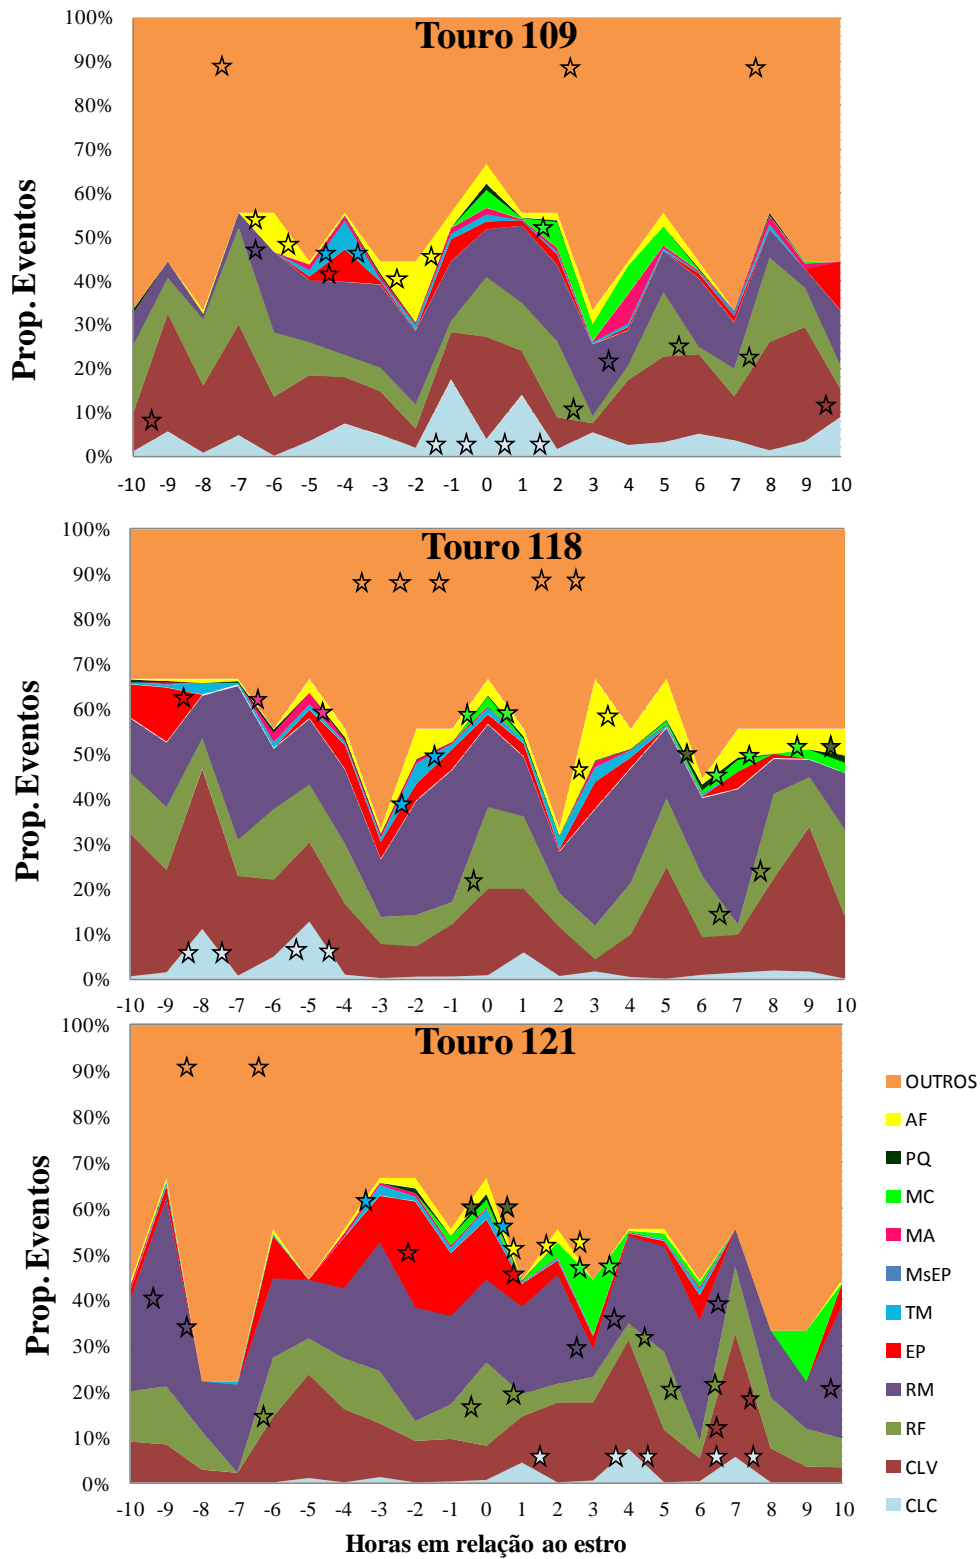 Touro 109
Prop. Eventos
100%
90%
80%
70%
60%
50%
40%
30%
20%
10%
0%
-10 -9 -8 -7 -6 -5 -4 -3 -2 -1 0 1 2 3 4 5 6 7 8 9 10
Touro 118
Prop. Eventos
100%
90%
80%
70%
60%
50%
40%
30%
20%
10%
0%
-10 -9 -8 -7 -6 -5 -4 -3 -2 -1 0 1 2 3 4 5 6 7 8 9 10
Touro 121
Prop. Eventos
100%
90%
80%
70%
60%
50%
40%
30%
20%
10%
0%
-10 -9 -8 -7 -6 -5 -4 -3 -2 -1 0 1 2 3 4 5 6 7 8 9 10
Horas em relação ao estro
OUTROS
AF
PQ
MC
MA
MsEP
TM
EP
RM
RF
CLV
CLC